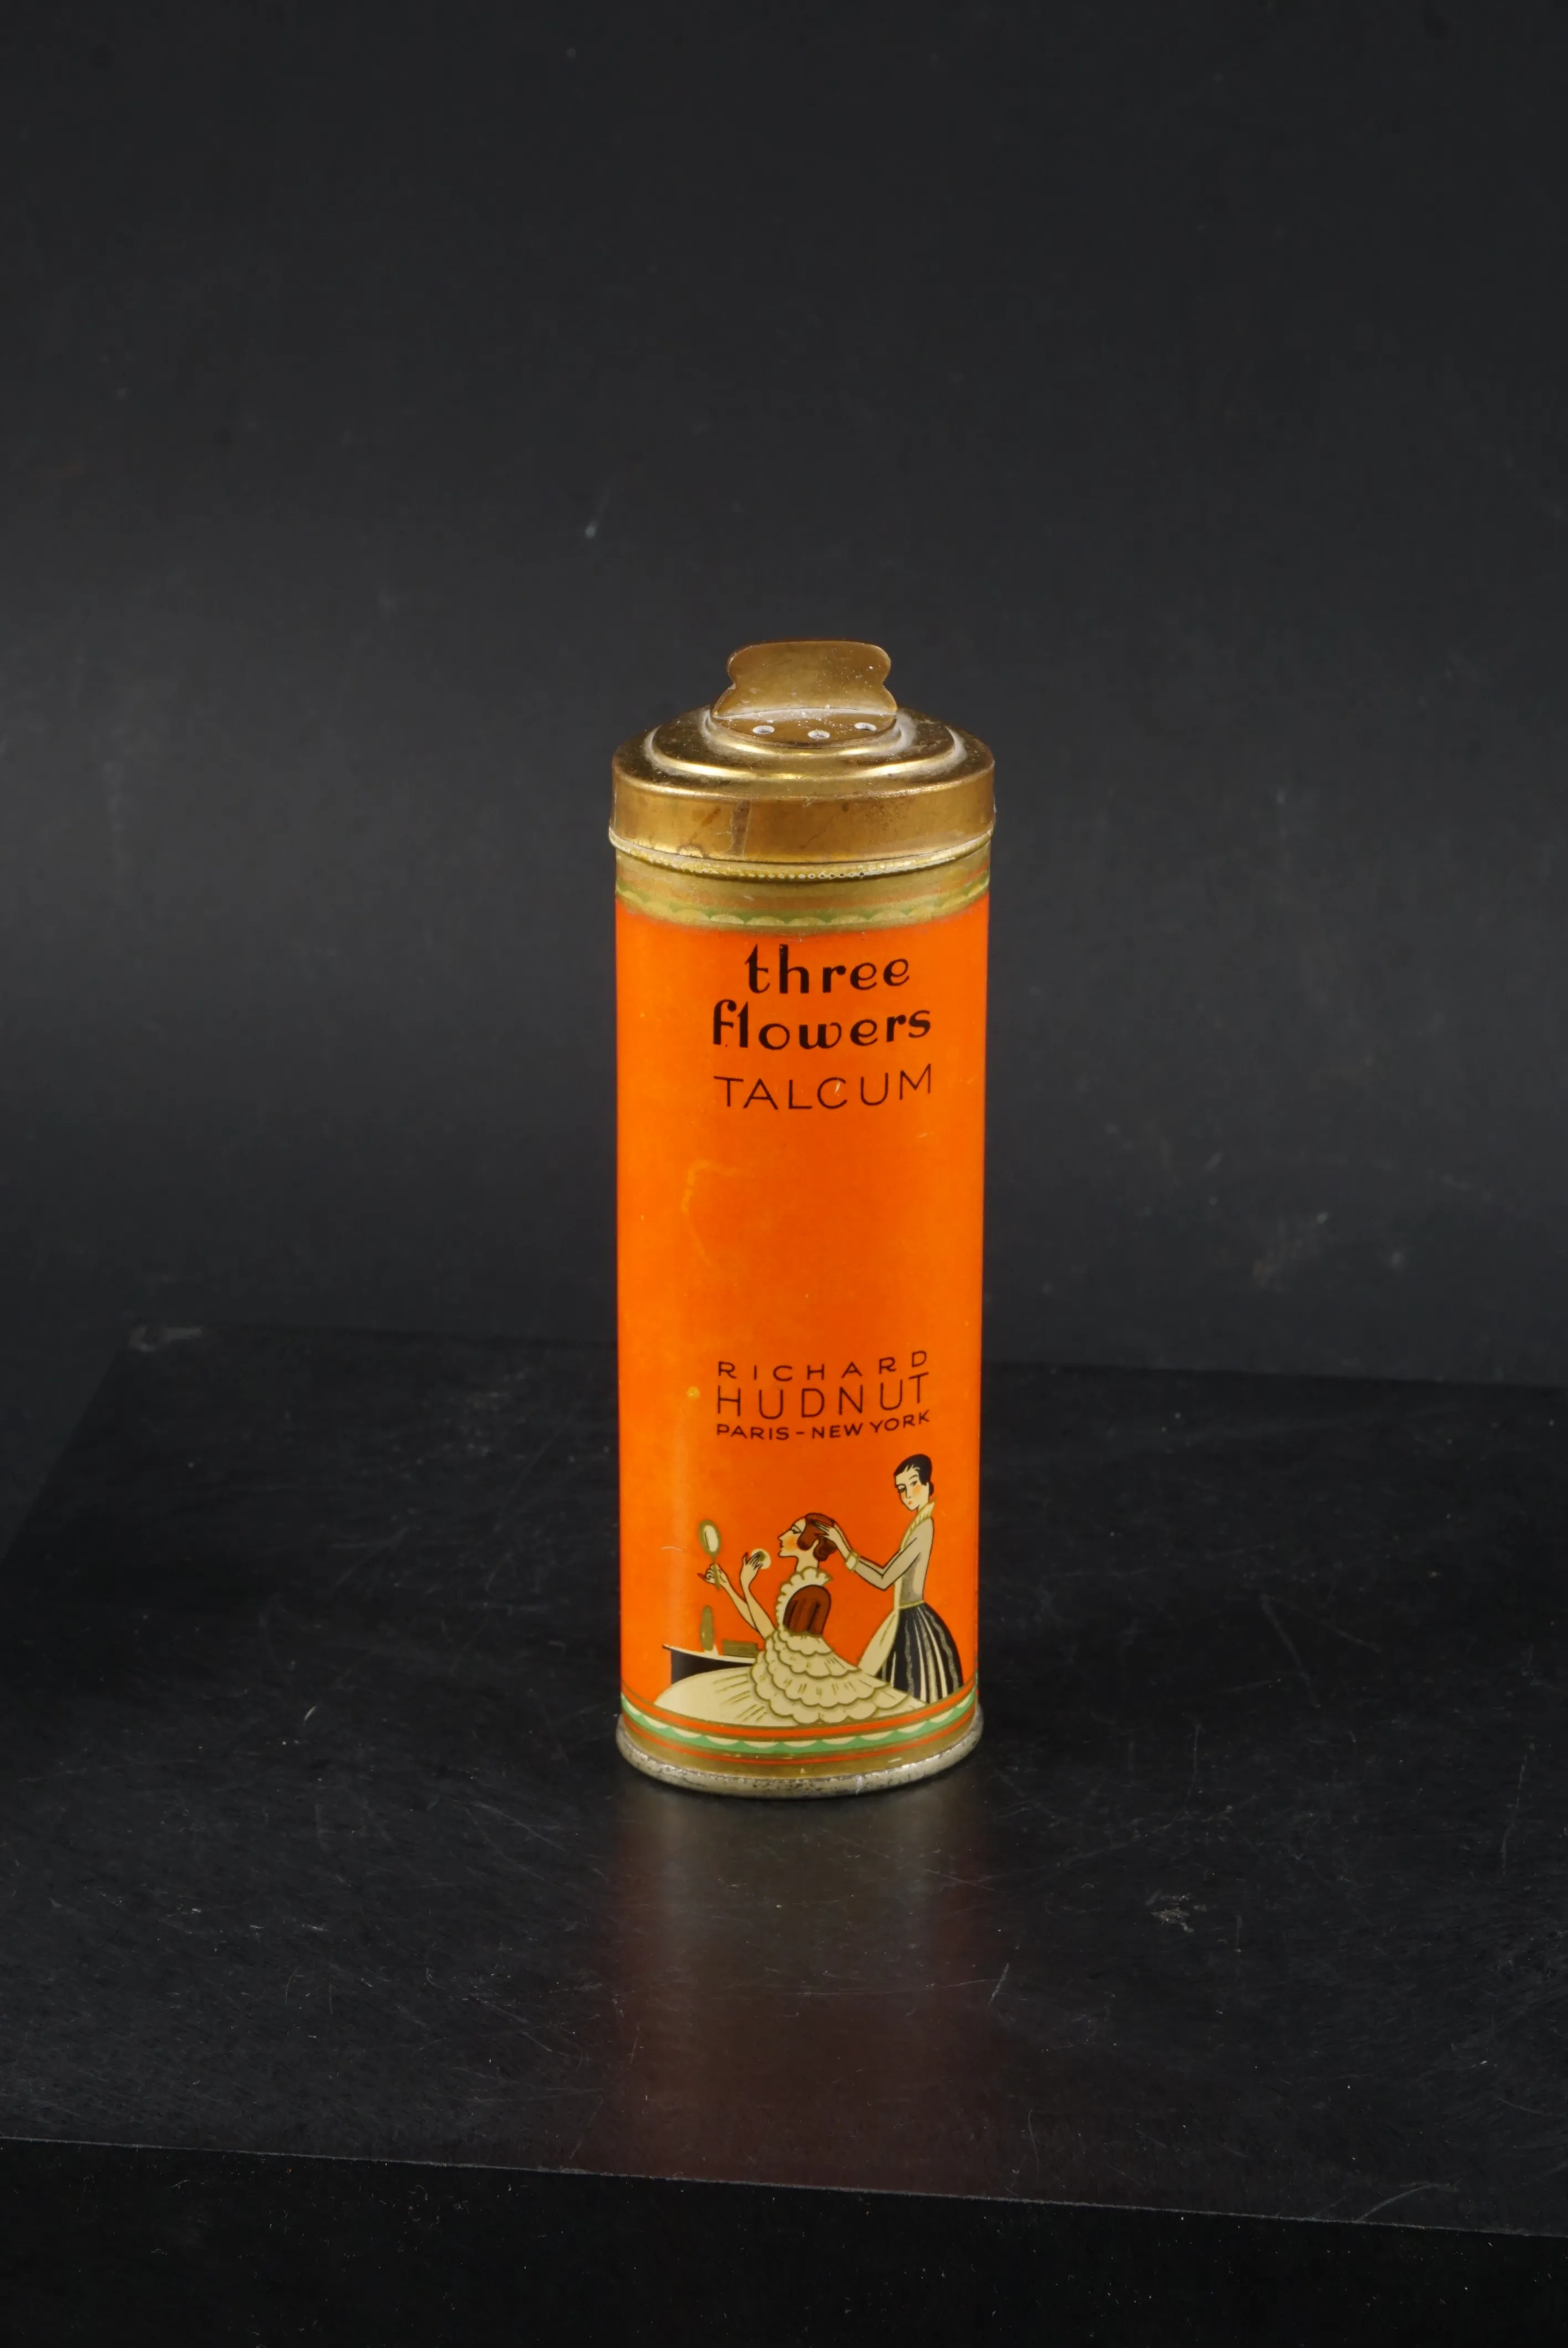 three
flowers
TALCUM
RICHARD
HUDNUT
PARIS-NEW YORK